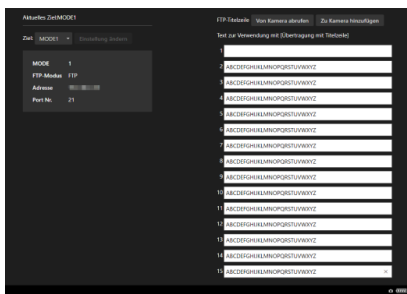 Aktuelles Ziel:MODE1
Ziel: MODE1 Einstellung ändern
MODE 1
FTP-Modus FTP
Adresse
Port Nr. 21
FTP-Titelzeile Von Kamera abrufen Zu Kamera hinzufügen
Text zur Verwendung mit [Übertragung mit Titelzeile]
1
2 ABCDEFGHIJKLMNOPQRSTUVWXYZ
3 ABCDEFGHIJKLMNOPQRSTUVWXYZ
4 ABCDEFGHIJKLMNOPQRSTUVWXYZ
5 ABCDEFGHIJKLMNOPQRSTUVWXYZ
6 ABCDEFGHIJKLMNOPQRSTUVWXYZ
7 ABCDEFGHIJKLMNOPQRSTUVWXYZ
8 ABCDEFGHIJKLMNOPQRSTUVWXYZ
9 ABCDEFGHIJKLMNOPQRSTUVWXYZ
10 ABCDEFGHIJKLMNOPQRSTUVWXYZ
11 ABCDEFGHIJKLMNOPQRSTUVWXYZ
12 ABCDEFGHIJKLMNOPQRSTUVWXYZ
13 ABCDEFGHIJKLMNOPQRSTUVWXYZ
14 ABCDEFGHIJKLMNOPQRSTUVWXYZ
15 ABCDEFGHIJKLMNOPQRSTUVWXYZ